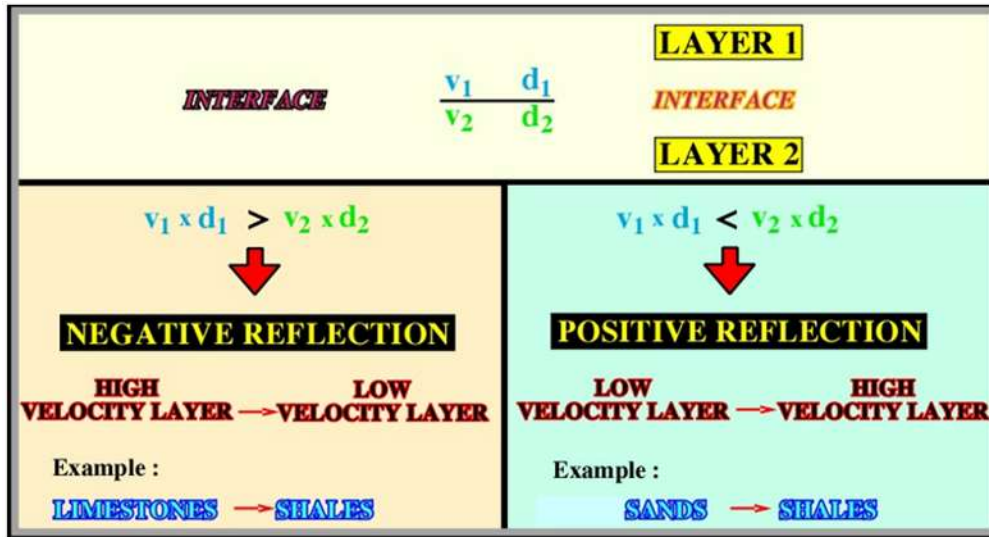 LAYER 1
INTERFACE v1 d1 INTERFACE
v2 d2
LAYER 2
v1 x d1 > v2 x d2
NEGATIVE REFLECTION
HIGH LOW
VELOCITY LAYER → VELOCITY LAYER
Example :
LIMESTONES → SHALES
v1 x d1 < v2 x d2
POSITIVE REFLECTION
LOW HIGH
VELOCITY LAYER → VELOCITY LAYER
Example :
SANDS → SHALES